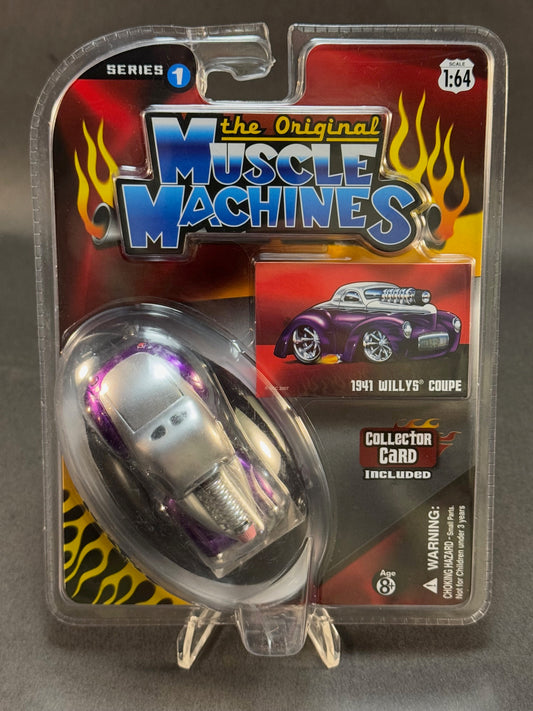 SERIES 1
SCALE
1:64
the Original
MUSCLE
MACHINES
1941 WILLYS® COUPE
COLLECTOR
CARD
INCLUDED
WARNING:
CHOKING HAZARD - Small Parts.
Not for Children under 3 years
Age
8+